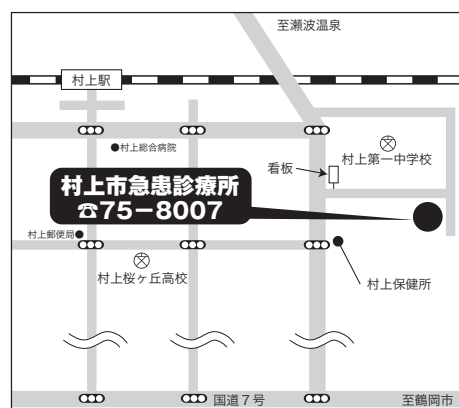 至瀬波温泉
村上駅
村上総合病院
村上第一中学校
看板
村上市急患診療所
☎75－8007
村上郵便局
村上桜ヶ丘高校
村上保健所
国道７号
至鶴岡市